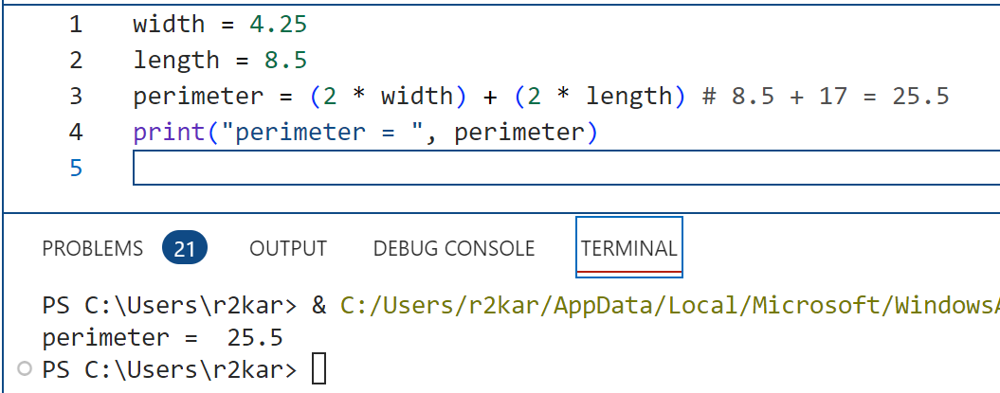 1 width = 4.25
2 length = 8.5
3 perimeter = (2 * width) + (2 * length) # 8.5 + 17 = 25.5
4 print("perimeter = ", perimeter)
5
PROBLEMS 21 OUTPUT DEBUG CONSOLE TERMINAL
PS C:\Users\r2kar> & C:/Users/r2kar/AppData/Local/Microsoft/WindowsA
perimeter =  25.5
PS C:\Users\r2kar>